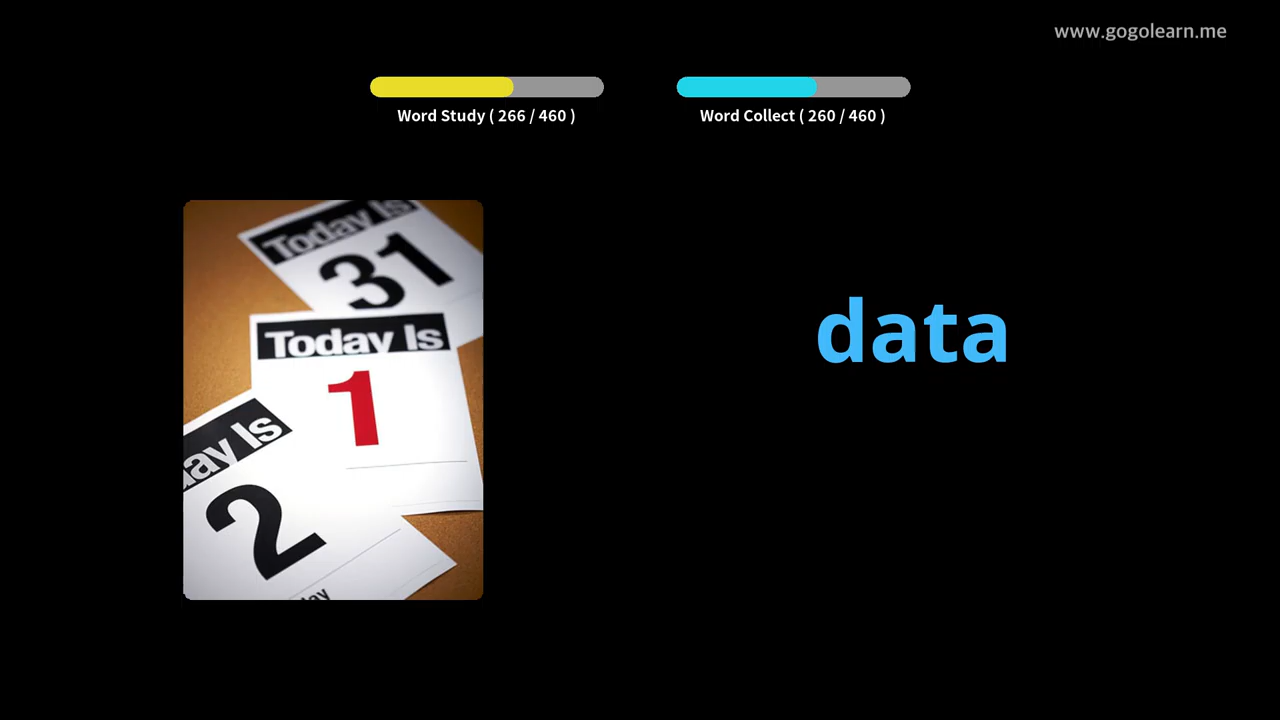 www.gogolearn.me
Word Study ( 266 / 460 )
Word Collect ( 260 / 460 )
Today Is
31
Today Is
1
ay Is
2
ay
data